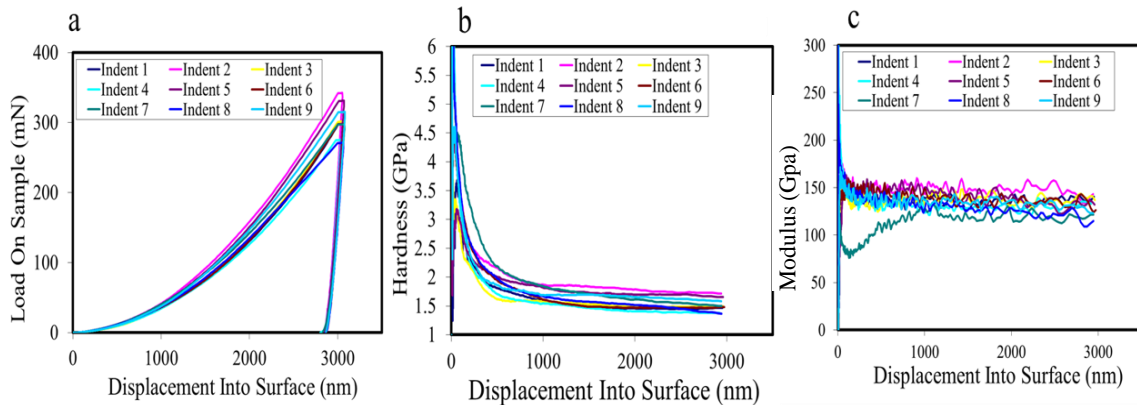 a
Load On Sample (mN)
400
300
200
100
0
Indent 1 Indent 2 Indent 3
Indent 4 Indent 5 Indent 6
Indent 7 Indent 8 Indent 9
0 1000 2000 3000
Displacement Into Surface (nm)
b
Hardness (GPa)
6
5.5
5
4.5
4
3.5
3
2.5
2
1.5
1
Indent 1 Indent 2 Indent 3
Indent 4 Indent 5 Indent 6
Indent 7 Indent 8 Indent 9
0 1000 2000 3000
Displacement Into Surface (nm)
c
Modulus (Gpa)
300
250
200
150
100
50
0
Indent 1 Indent 2 Indent 3
Indent 4 Indent 5 Indent 6
Indent 7 Indent 8 Indent 9
0 1000 2000 3000
Displacement Into Surface (nm)